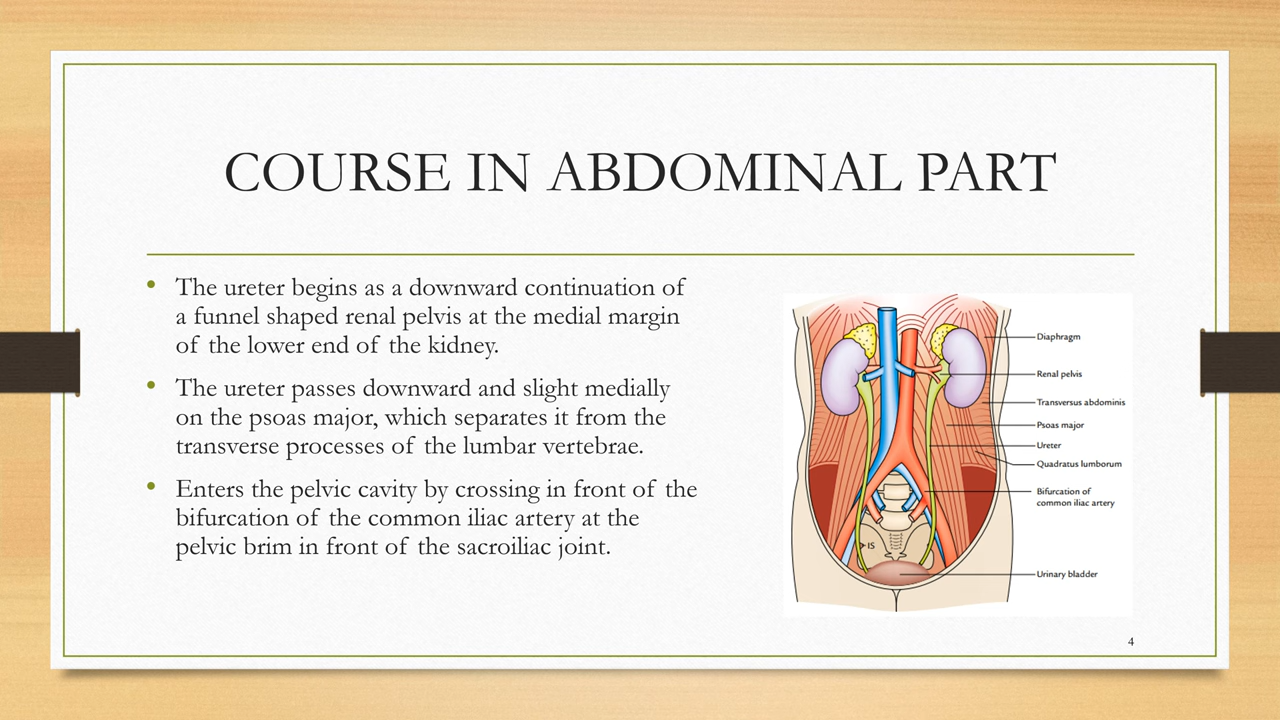 COURSE IN ABDOMINAL PART
• The ureter begins as a downward continuation of
a funnel shaped renal pelvis at the medial margin
of the lower end of the kidney.
• The ureter passes downward and slight medially
on the psoas major, which separates it from the
transverse processes of the lumbar vertebrae.
• Enters the pelvic cavity by crossing in front of the
bifurcation of the common iliac artery at the
pelvic brim in front of the sacroiliac joint.
Diaphragm
Renal pelvis
Transversus abdominis
Psoas major
Ureter
Quadratus lumborum
Bifurcation of
common iliac artery
IS
Urinary bladder
4